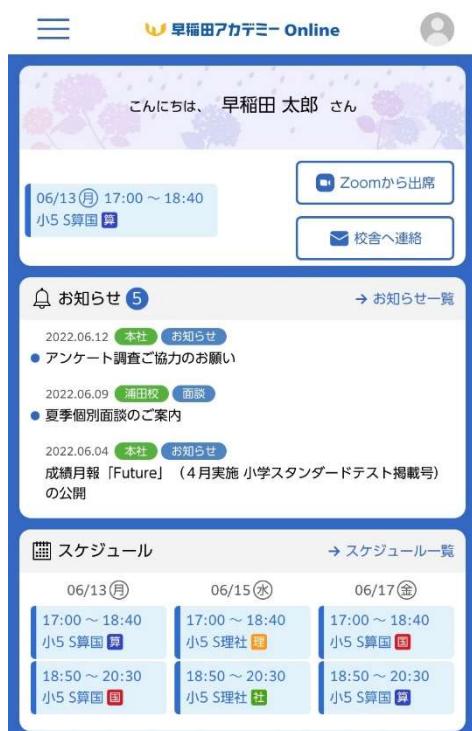 早稲田アカデミー Online
こんにちは、 早稲田 太郎 さん
06/13 ㊊ 17:00 ～ 18:40
小5 S算国 算
Zoomから出席
校舎へ連絡
お知らせ 5
→ お知らせ一覧
2022.06.12 本社 お知らせ
アンケート調査ご協力のお願い
2022.06.09 浦田校 面談
夏季個別面談のご案内
2022.06.04 本社 お知らせ
成績月報「Future」（４月実施 小学スタンダードテスト掲載号）
の公開
スケジュール
→ スケジュール一覧
06/13㊊ 06/15㊌ 06/17㊎
17:00 ～ 18:40 17:00 ～ 18:40 17:00 ～ 18:40
小5 S算国 算 小5 S理社 理 小5 S算国 国
18:50 ～ 20:30 18:50 ～ 20:30 18:50 ～ 20:30
小5 S算国 国 小5 S理社 社 小5 S算国 算